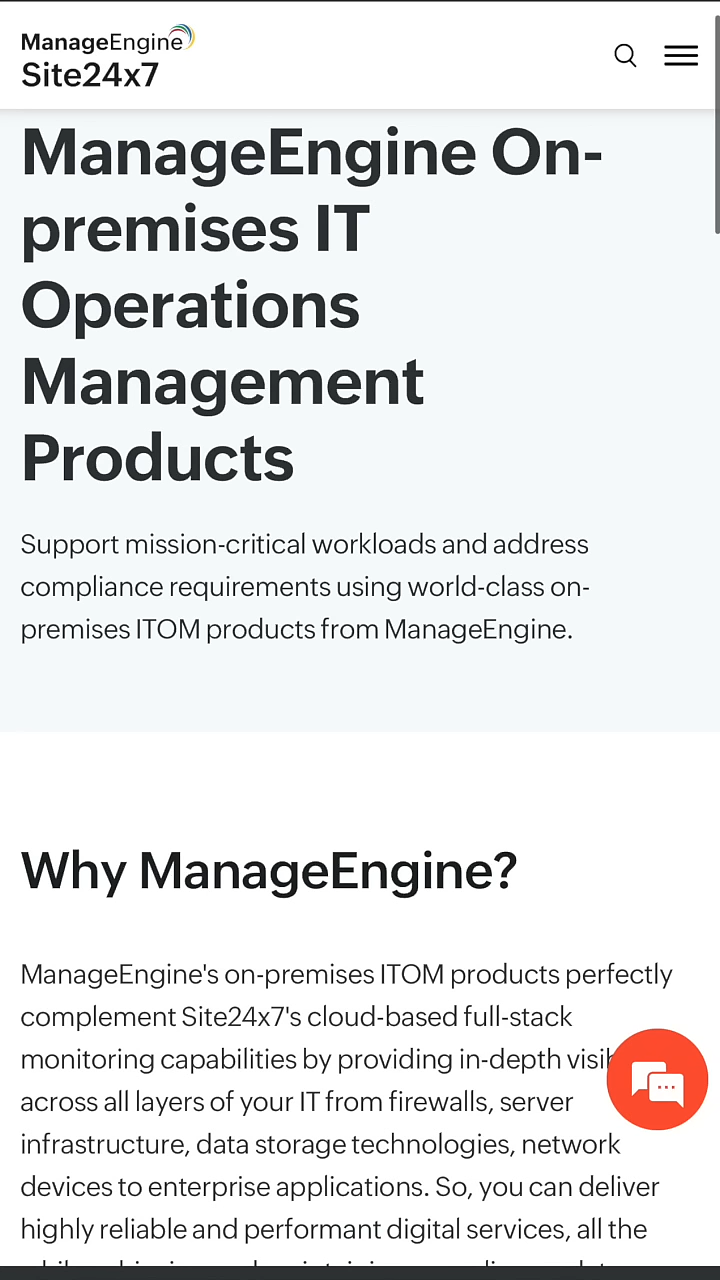 ManageEngine
Site24x7
ManageEngine On-
premises IT
Operations
Management
Products
Support mission-critical workloads and address
compliance requirements using world-class on-
premises ITOM products from ManageEngine.
Why ManageEngine?
ManageEngine's on-premises ITOM products perfectly
complement Site24x7's cloud-based full-stack
monitoring capabilities by providing in-depth
across all layers of your IT from firewalls, server
infrastructure, data storage technologies, network
devices to enterprise applications. So, you can deliver
highly reliable and performant digital services, all the